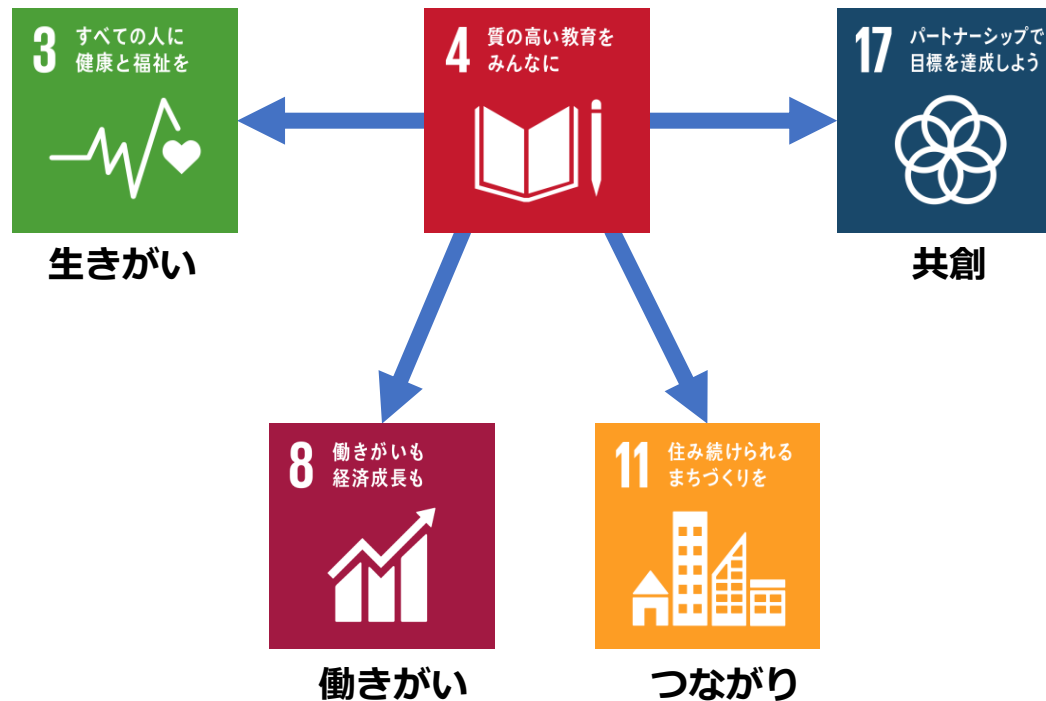 3 すべての人に
健康と福祉を
4 質の高い教育を
みんなに
17 パートナーシップで
目標を達成しよう
生きがい
共創
8 働きがいも
経済成長も
11 住み続けられる
まちづくりを
働きがい
つながり